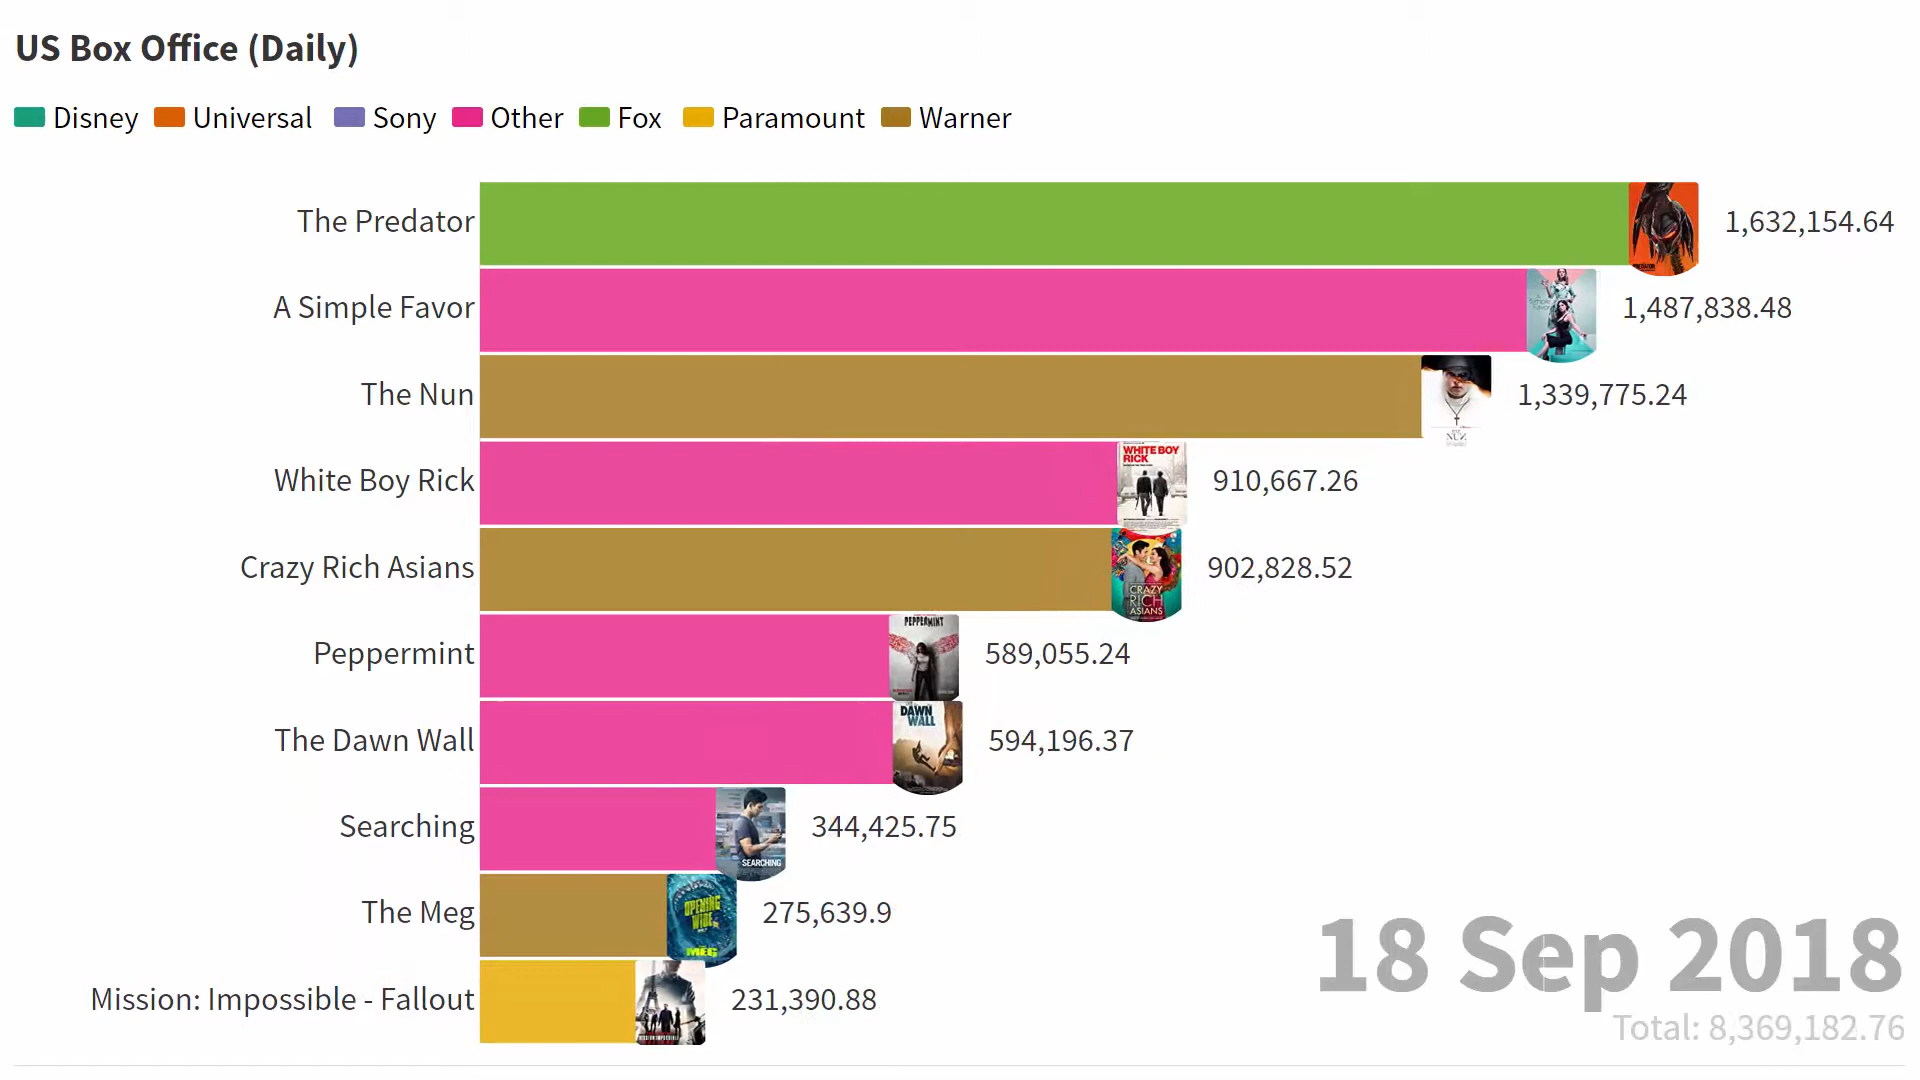 US Box Office (Daily)
Disney Universal Sony Other Fox Paramount Warner
The Predator 1,632,154.64
A Simple Favor 1,487,838.48
The Nun 1,339,775.24
White Boy Rick WHITE BOY RICK 910,667.26
Crazy Rich Asians CRAZY RICH ASIANS 902,828.52
Peppermint PEPPERMINT 589,055.24
The Dawn Wall DAWN WALL 594,196.37
Searching SEARCHING 344,425.75
The Meg OPENING WIDE MEG 275,639.9
Mission: Impossible - Fallout 231,390.88
18 Sep 2018
Total: 8,369,182.76